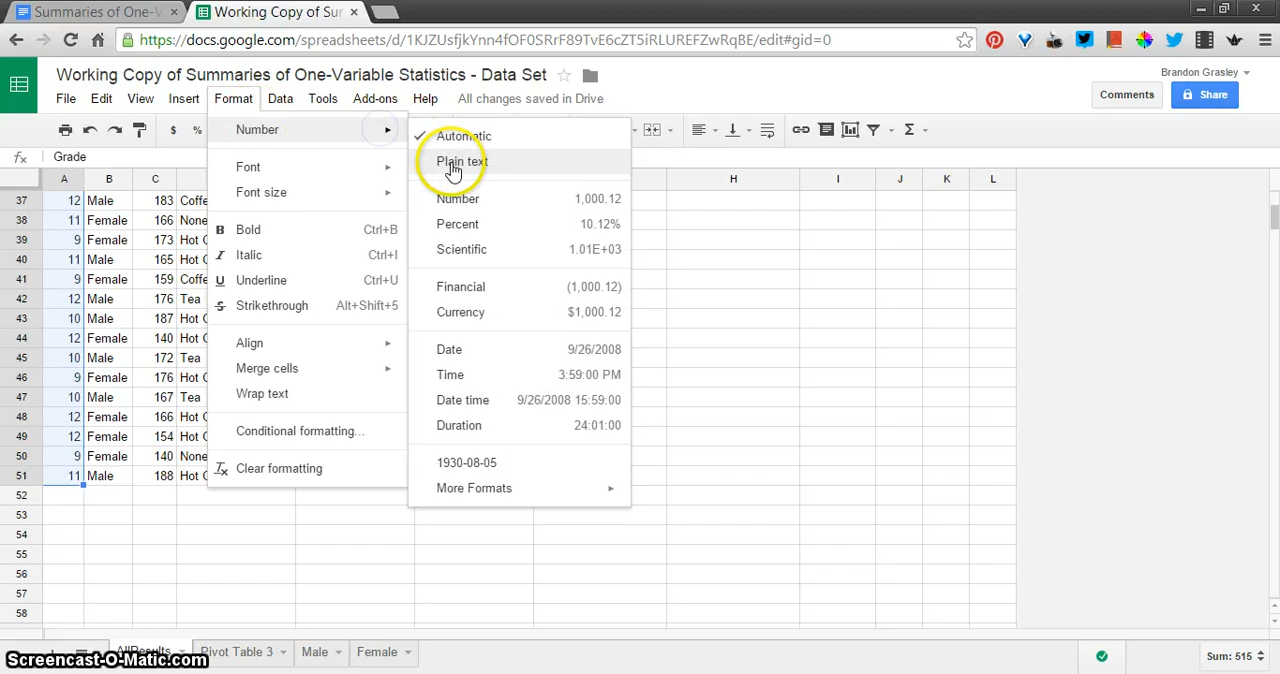 Summaries of One-V
Working Copy of Sur
https://docs.google.com/spreadsheets/d/1KJZUsfjkYnn4fOF0SRrF89TvE6cZT5iRLUREFZwRqBE/edit#gid=0
Working Copy of Summaries of One-Variable Statistics - Data Set
Brandon Grasley
File Edit View Insert Format Data Tools Add-ons Help All changes saved in Drive
Comments
Share
$ %
fx Grade
A B C H I J K L
37 12 Male 183 Coffe
38 11 Female 166 None
39 9 Female 173 Hot C
40 11 Male 165 Hot C
41 9 Female 159 Coffe
42 12 Male 176 Tea
43 10 Male 187 Hot C
44 12 Female 140 Hot C
45 10 Male 172 Tea
46 9 Female 176 Hot C
47 10 Male 167 Tea
48 12 Female 166 Hot C
49 12 Female 154 Hot C
50 9 Female 140 None
51 11 Male 188 Hot C
52
53
54
55
56
57
58
Number
Font
Font size
B Bold Ctrl+B
I Italic Ctrl+I
U Underline Ctrl+U
S Strikethrough Alt+Shift+5
Align
Merge cells
Wrap text
Conditional formatting...
Clear formatting
Automatic
Plain text
Number 1,000.12
Percent 10.12%
Scientific 1.01E+03
Financial (1,000.12)
Currency $1,000.12
Date 9/26/2008
Time 3:59:00 PM
Date time 9/26/2008 15:59:00
Duration 24:01:00
1930-08-05
More Formats
AllResults Pivot Table 3 Male Female
Sum: 515
Screencast-O-Matic.com